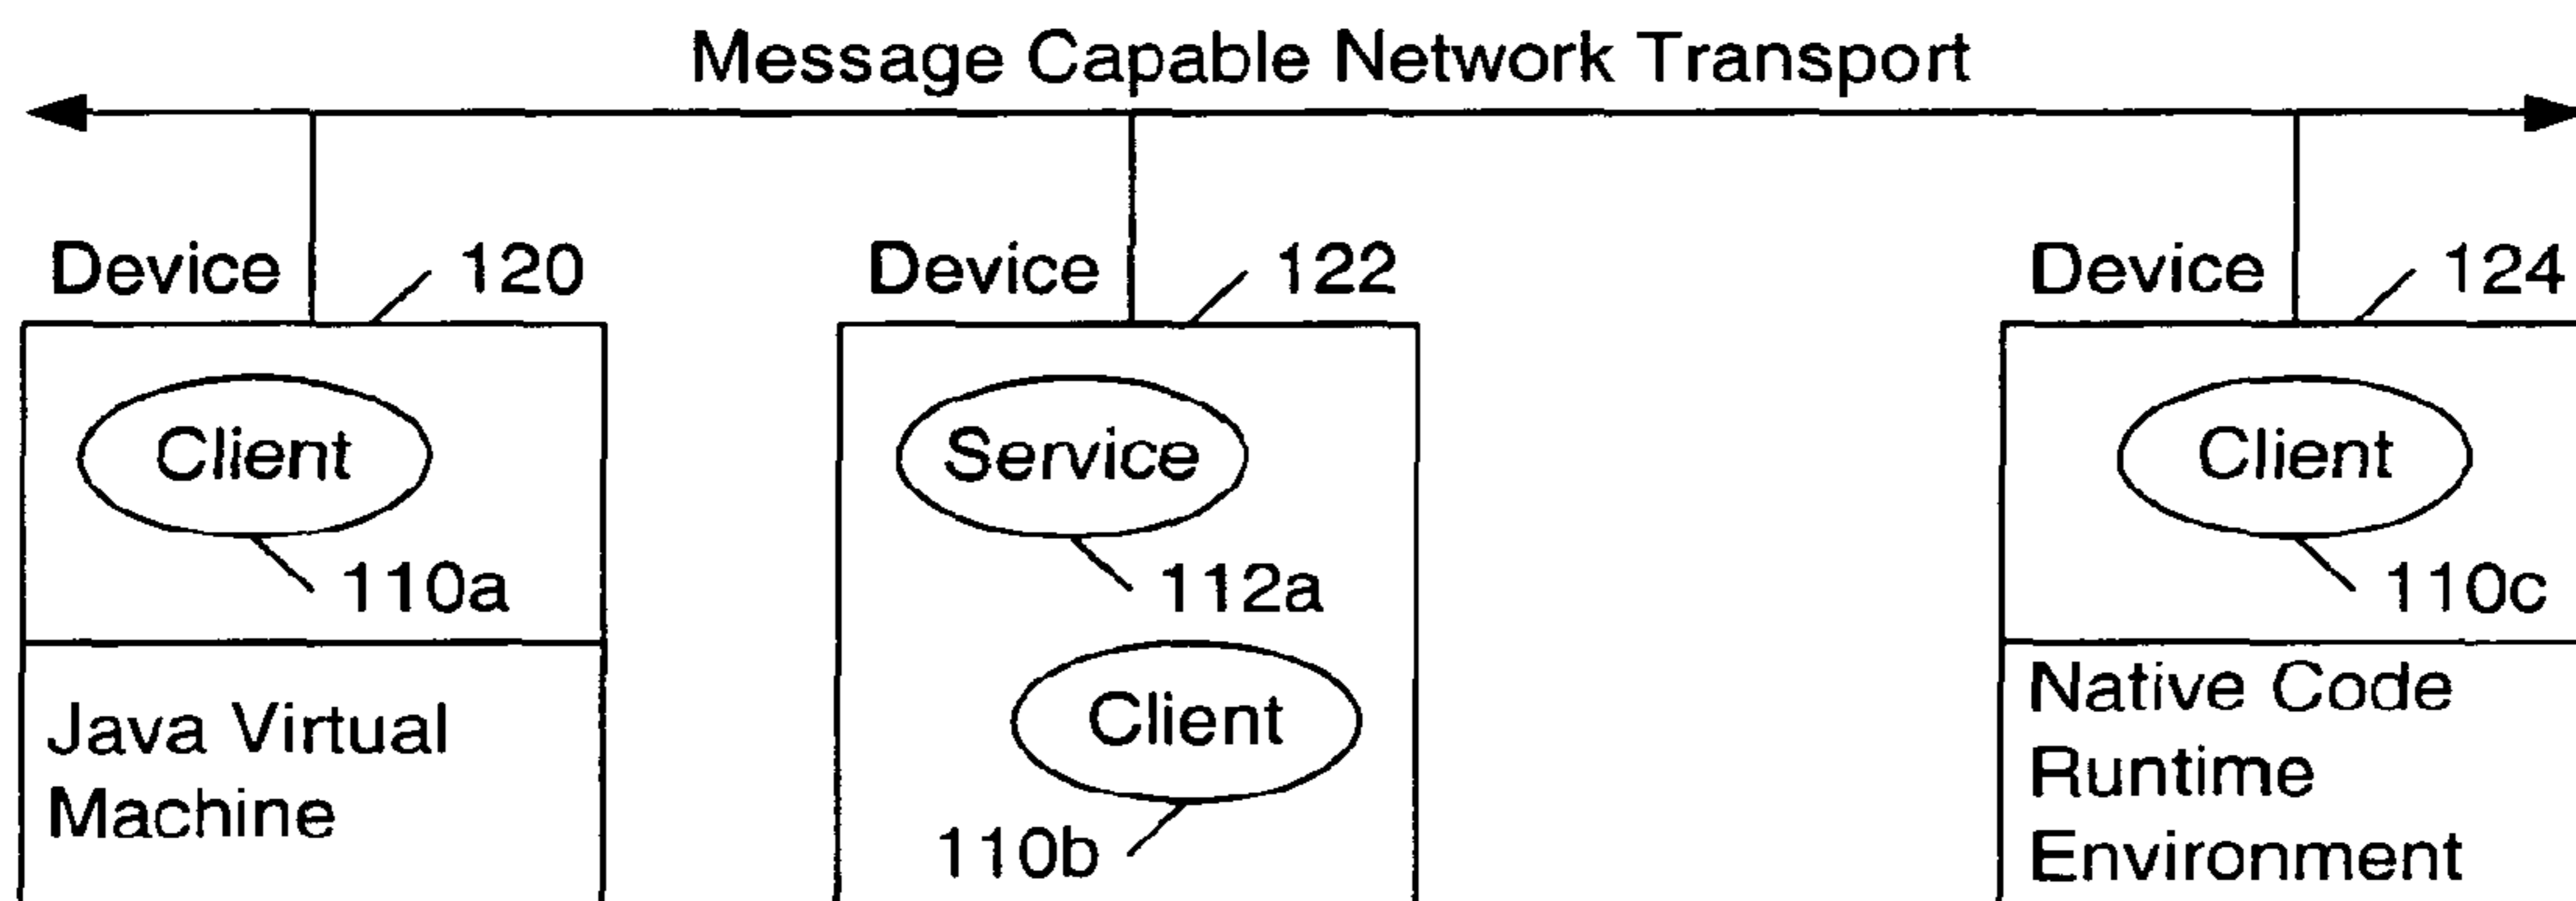 Message Capable Network Transport
Device 120
Device 122
Device 124
Client
110a
Java Virtual
Machine
Service
112a
Client
110b
Client
110c
Native Code
Runtime
Environment